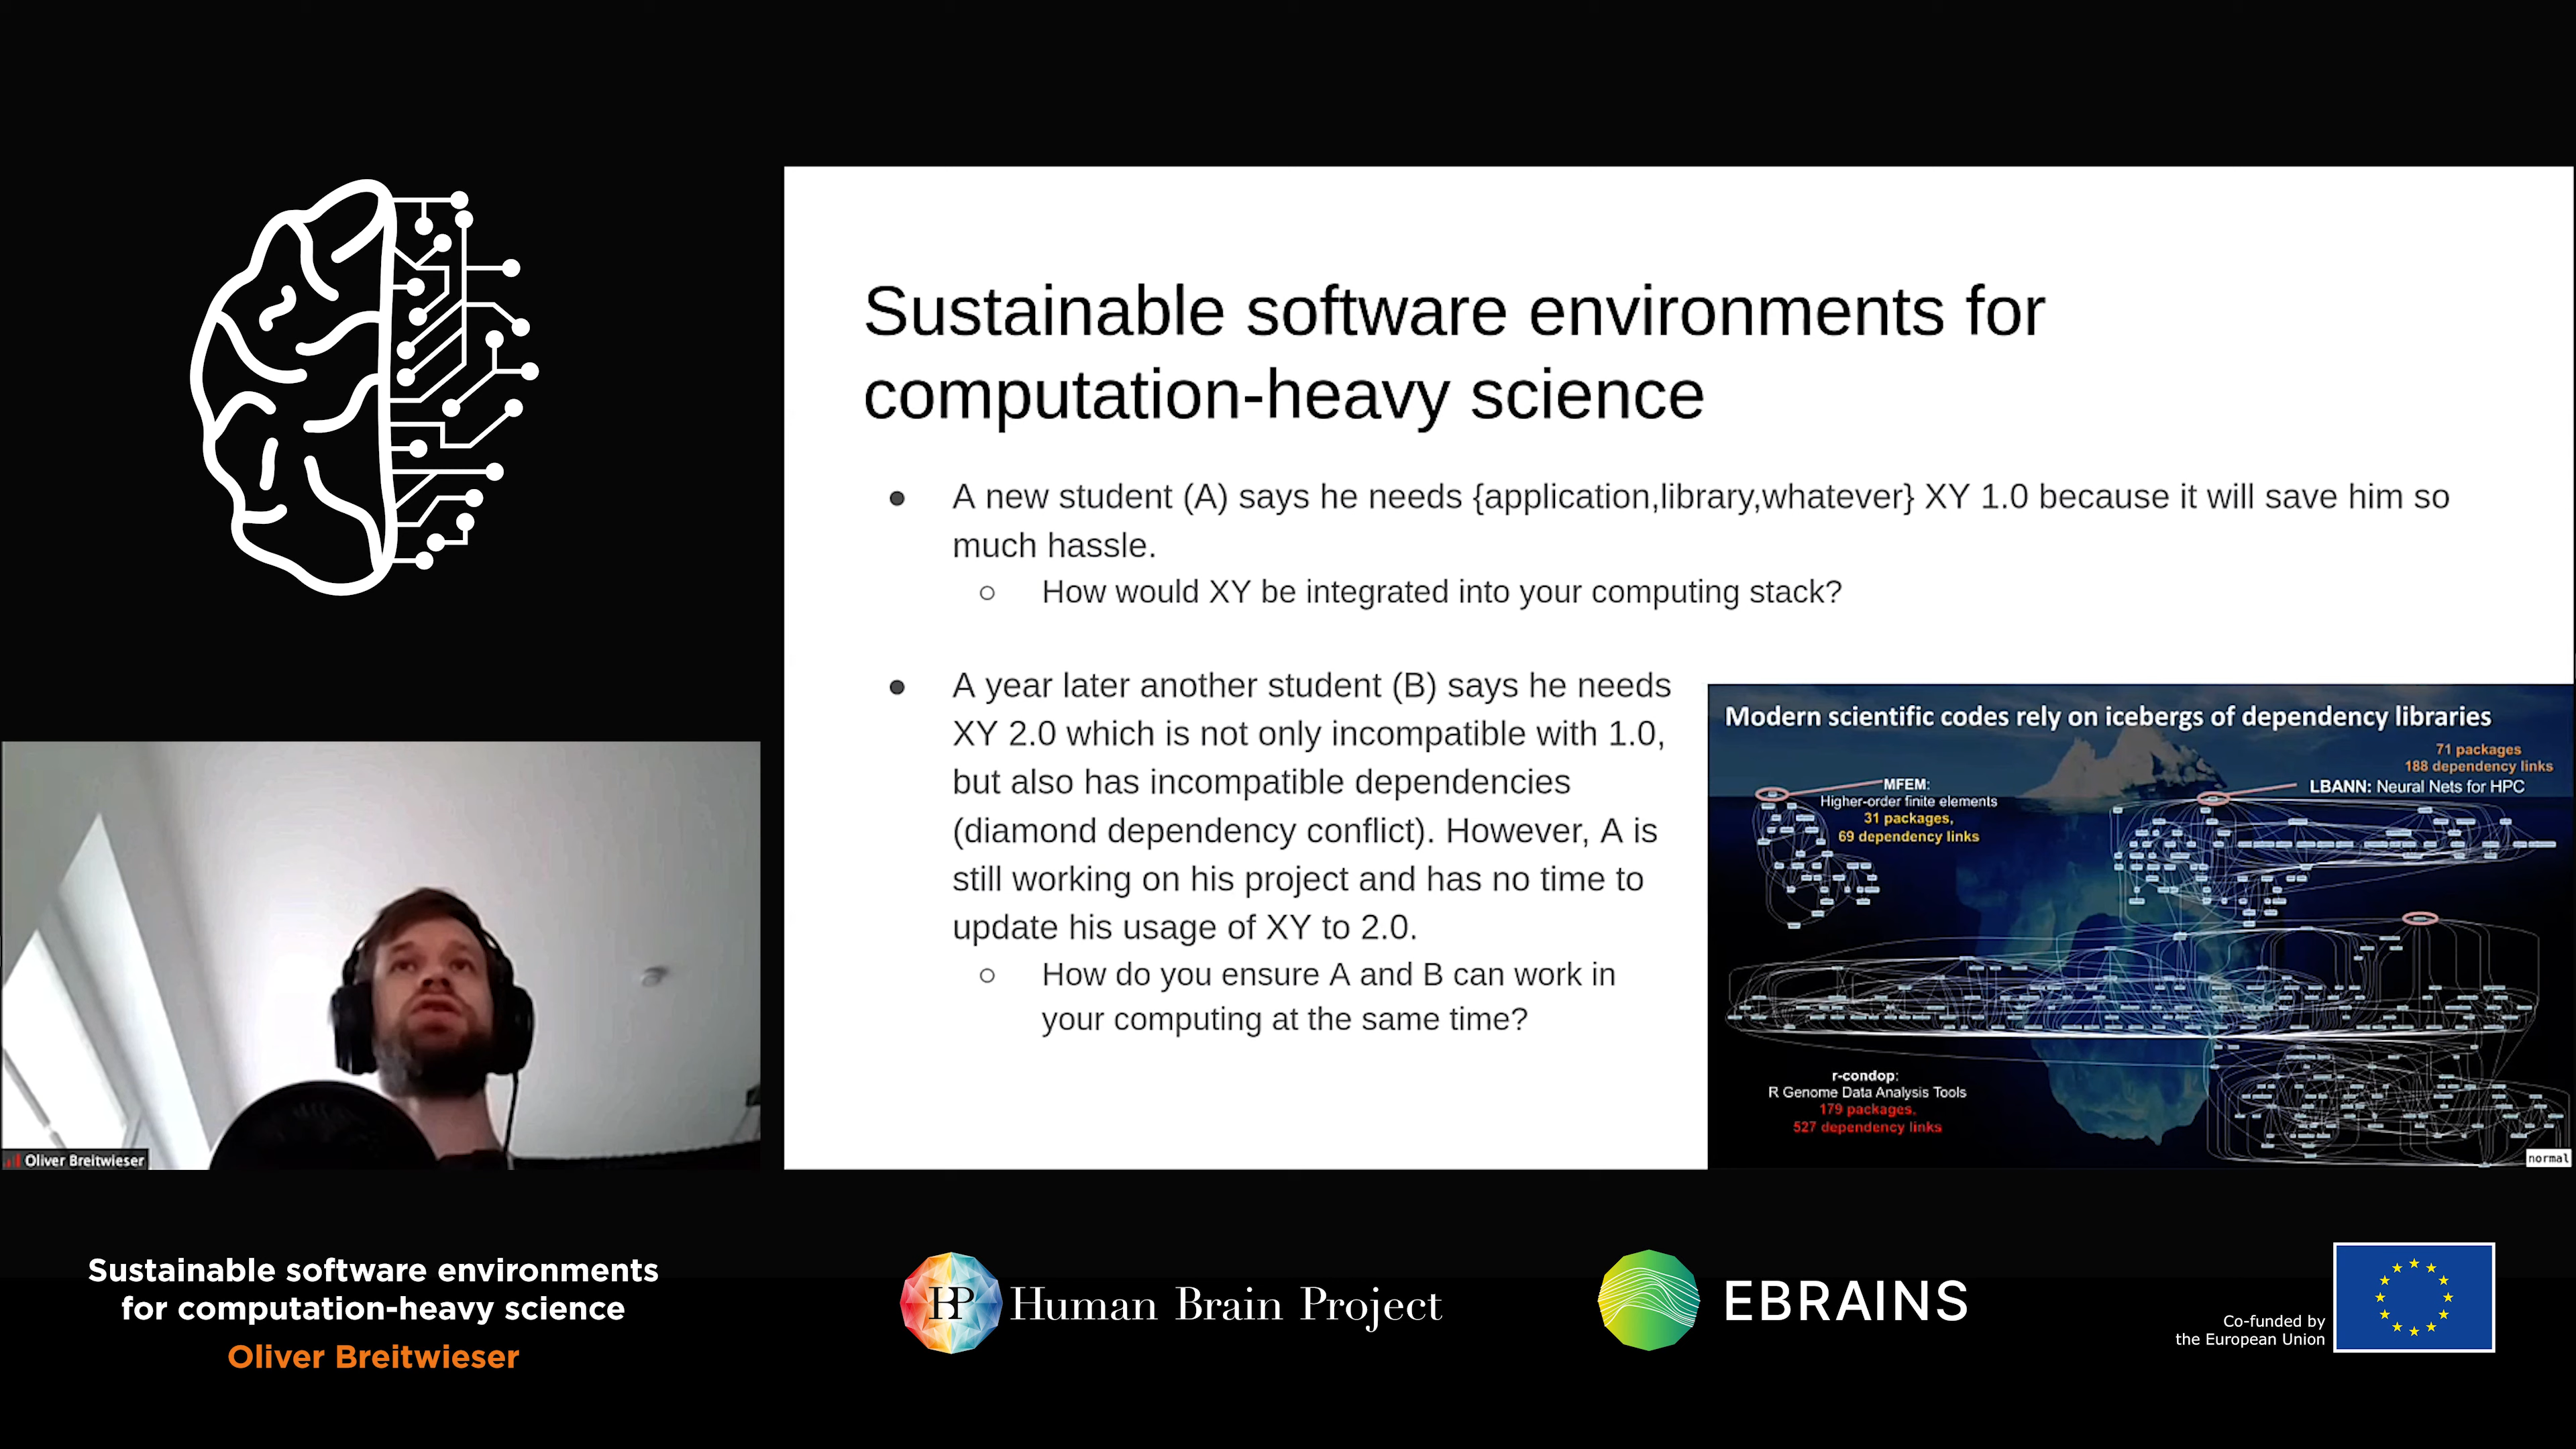 Sustainable software environments for
computation-heavy science
● A new student (A) says he needs {application,library,whatever} XY 1.0 because it will save him so
much hassle.
○ How would XY be integrated into your computing stack?
● A year later another student (B) says he needs
XY 2.0 which is not only incompatible with 1.0,
but also has incompatible dependencies
(diamond dependency conflict). However, A is
still working on his project and has no time to
update his usage of XY to 2.0.
○ How do you ensure A and B can work in
your computing at the same time?
Modern scientific codes rely on icebergs of dependency libraries
71 packages
188 dependency links
LBANN: Neural Nets for HPC
MFEM:
Higher-order finite elements
31 packages,
69 dependency links
r-condop:
R Genome Data Analysis Tools
179 packages,
527 dependency links
normal
Oliver Breitwieser
Sustainable software environments
for computation-heavy science
Oliver Breitwieser
HBP Human Brain Project
EBRAINS
Co-funded by
the European Union